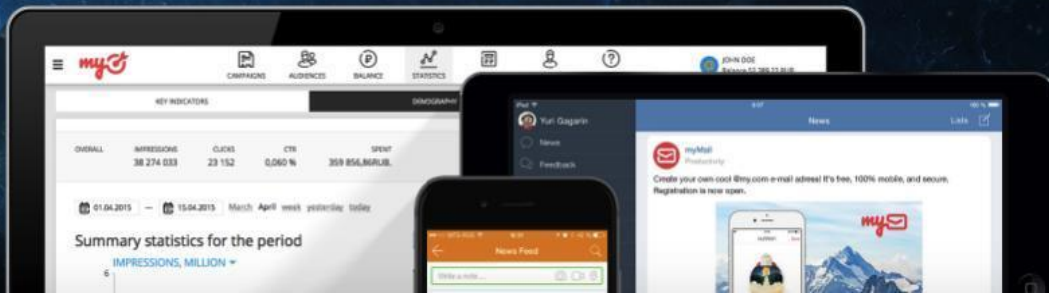 my
CAMPAIGNS AUDIENCES BALANCE STATISTICS
JOHN DOE
KEY INDICATORS
DEMOGRAPHY
OVERALL IMPRESSIONS CLICKS CTR SPENT
38 274 033 23 152 0,060 % 359 856,86RUB.
01.04.2015 — 15.04.2015 March April week yesterday today
Summary statistics for the period
IMPRESSIONS, MILLION
6
iPad
Yuri Gagarin
News
Feedback
News
Lists
myMail
Productivity
Create your own cool @my.com e-mail adress! It's free, 100% mobile, and secure.
Registration is now open.
my
News Feed
Write a note...